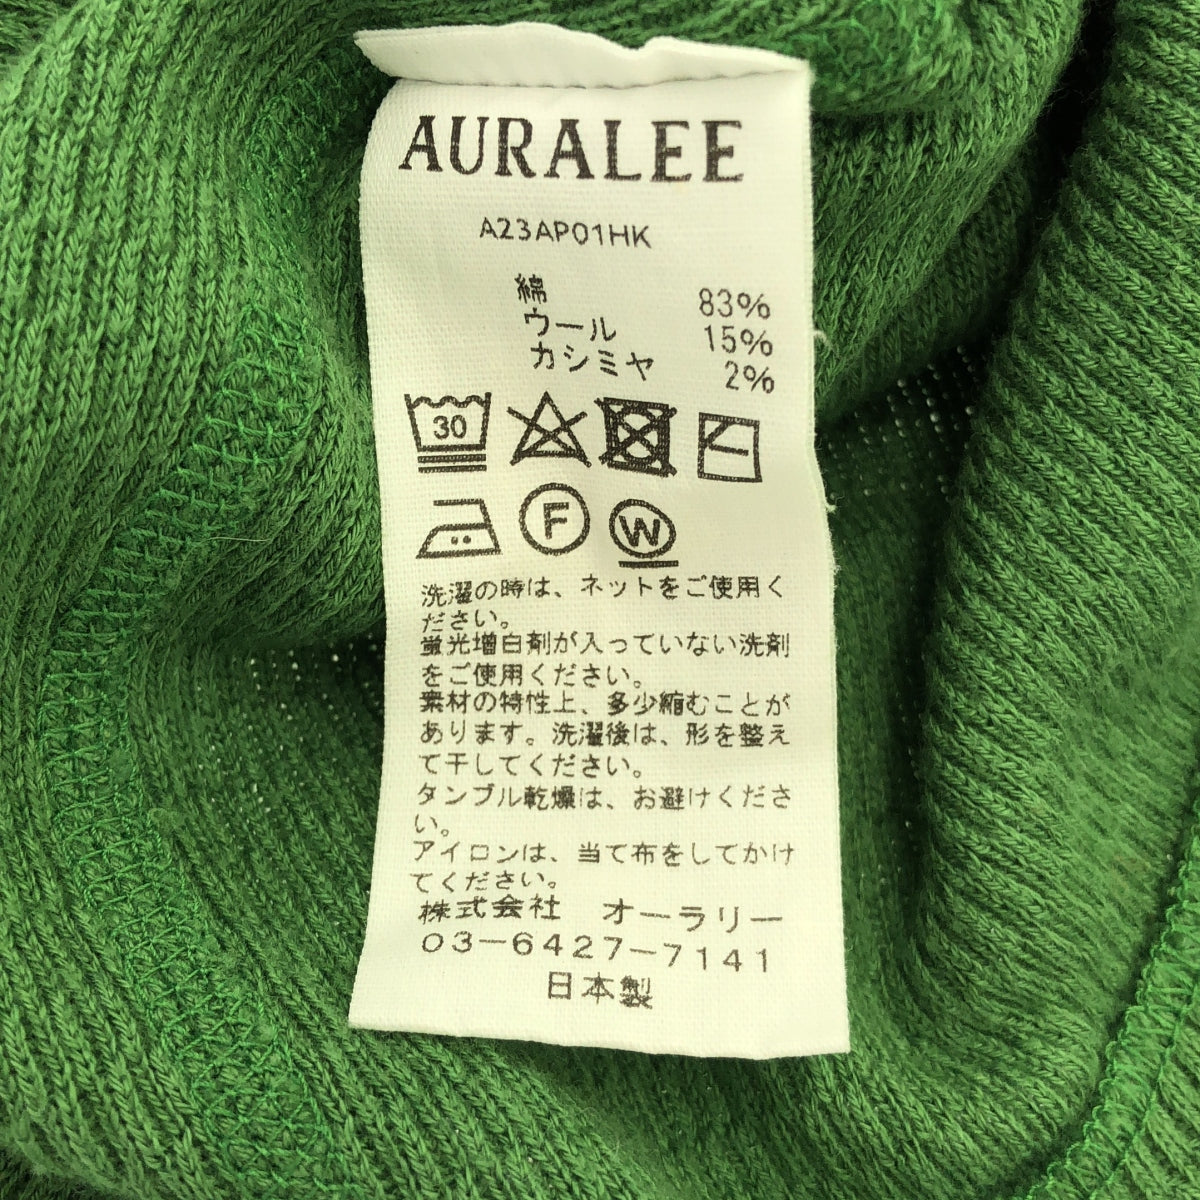 AURALEE
A23AP01HK
綿 83%
ウール 15%
カシミヤ 2%
30
F
W
洗濯の時は、ネットをご使用く
ださい。
蛍光増白剤が入っていない洗剤
をご使用ください。
素材の特性上、多少縮むことが
あります。洗濯後は、形を整え
て干してください。
タンブル乾燥は、お避けくださ
い。
アイロンは、当て布をしてかけ
てください。
株式会社 オーラリー
03-6427-7141
日本製